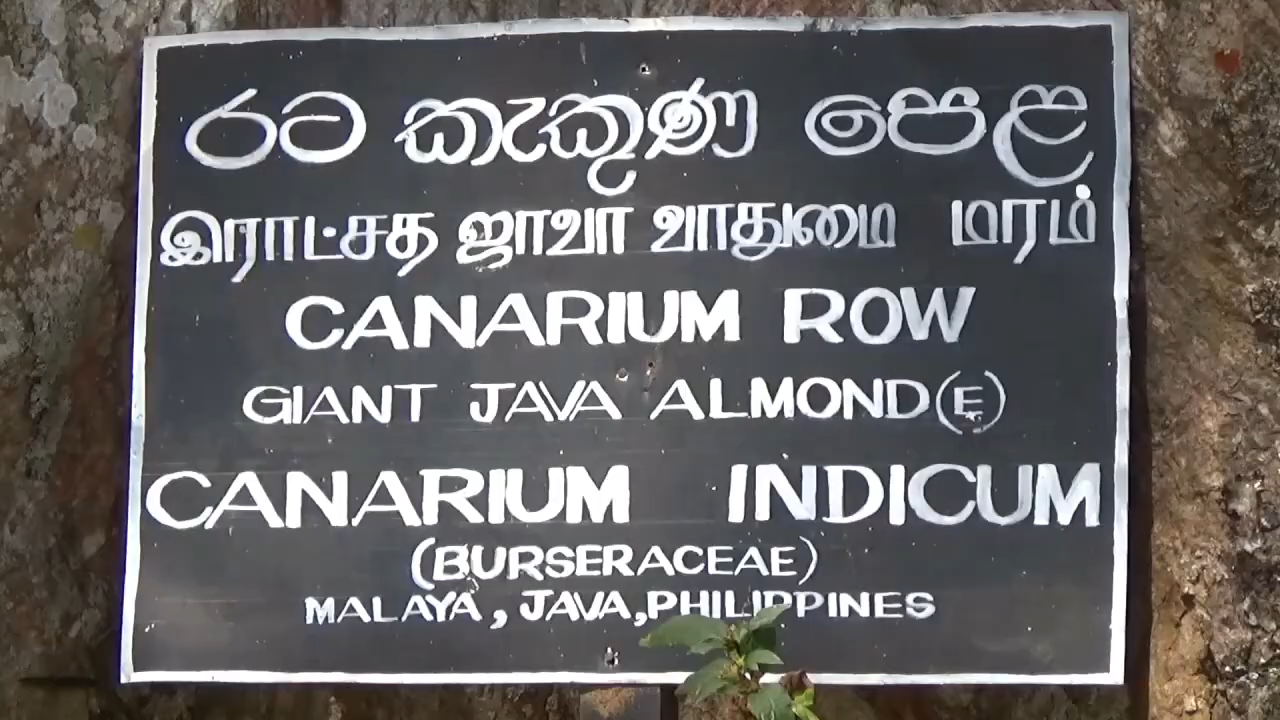 රට කැකුණ පෙළ
இராட்சத ஜாவா வாதுமை மரம்
CANARIUM ROW
GIANT JAVA ALMOND(E)
CANARIUM INDICUM
(BURSERACEAE)
MALAYA, JAVA, PHILIPPINES